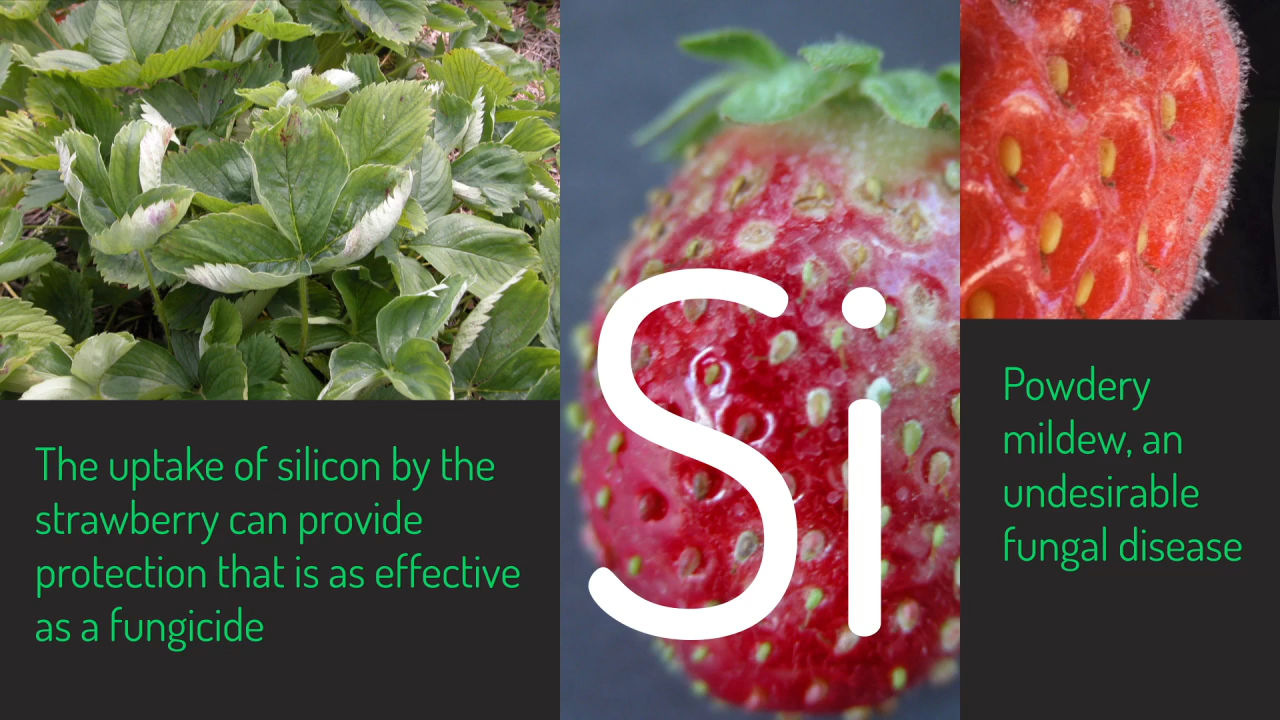 The uptake of silicon by the
strawberry can provide
protection that is as effective
as a fungicide
Si
Powdery
mildew, an
undesirable
fungal disease